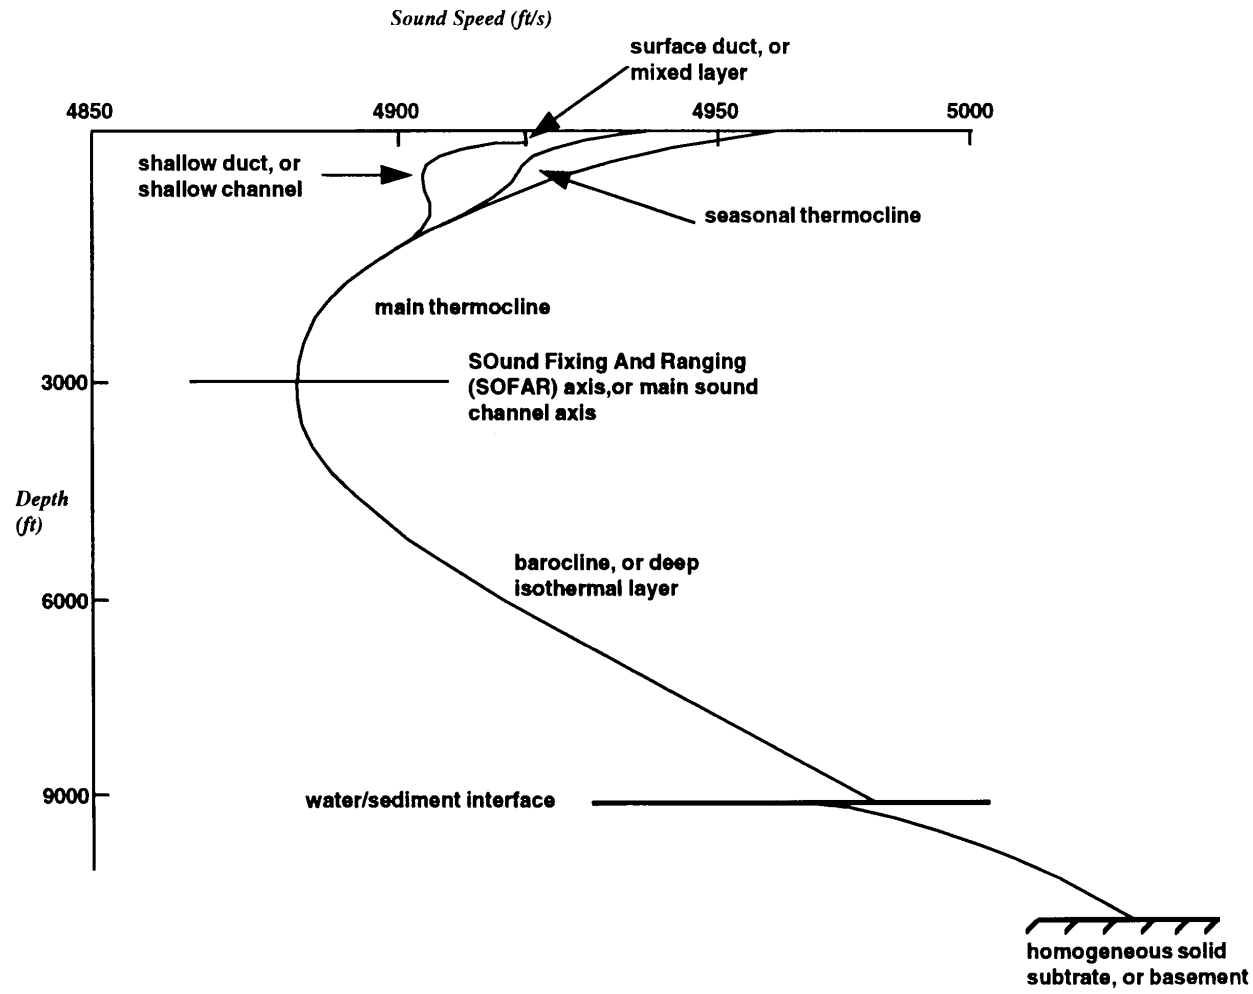 Sound Speed (ft/s)
surface duct, or
mixed layer
4850
4900
4950
5000
shallow duct, or
shallow channel
seasonal thermocline
main thermocline
3000
SOund Fixing And Ranging
(SOFAR) axis,or main sound
channel axis
Depth
(ft)
barocline, or deep
isothermal layer
6000
9000
water/sediment interface
homogeneous solid
subtrate, or basement